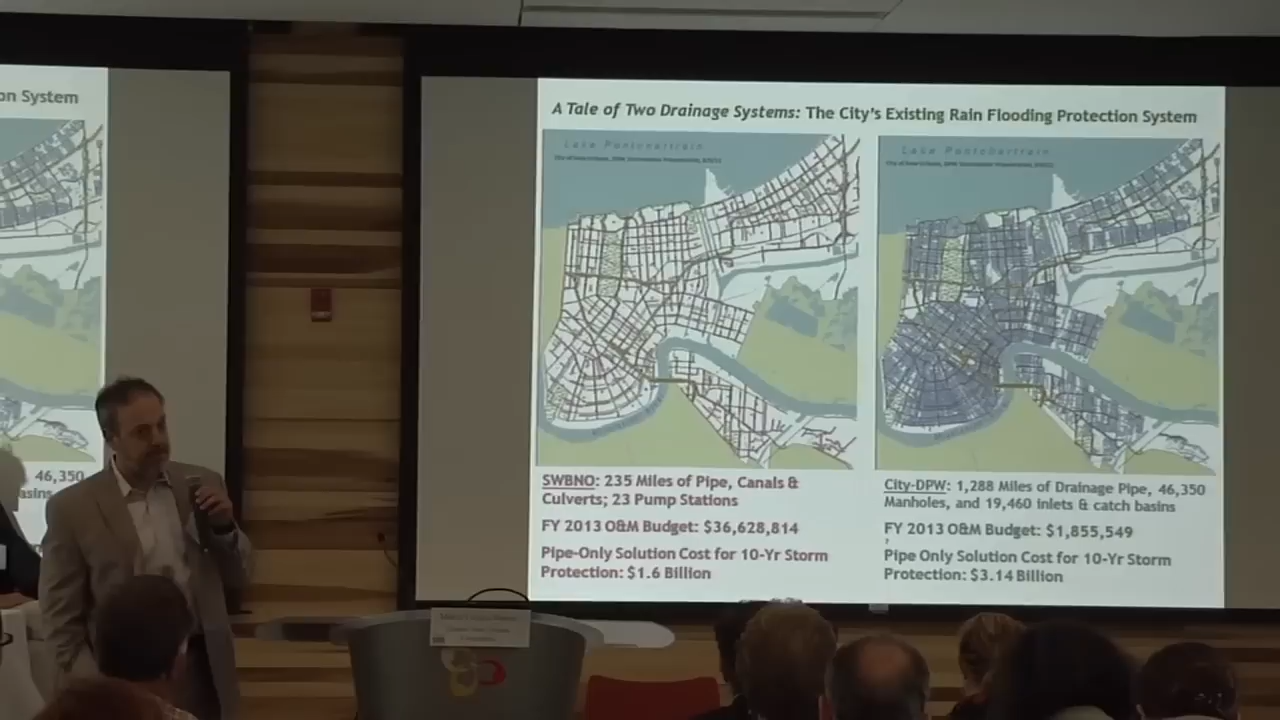 on System
46,350
asins
A Tale of Two Drainage Systems: The City's Existing Rain Flooding Protection System
Lake Pontchartrain
Lake Pontchartrain
SWBNO: 235 Miles of Pipe, Canals &
Culverts; 23 Pump Stations
FY 2013 O&M Budget: $36,628,814
Pipe-Only Solution Cost for 10-Yr Storm
Protection: $1.6 Billion
City-DPW: 1,288 Miles of Drainage Pipe, 46,350
Manholes, and 19,460 inlets & catch basins
FY 2013 O&M Budget: $1,855,549
Pipe Only Solution Cost for 10-Yr Storm
Protection: $3.14 Billion